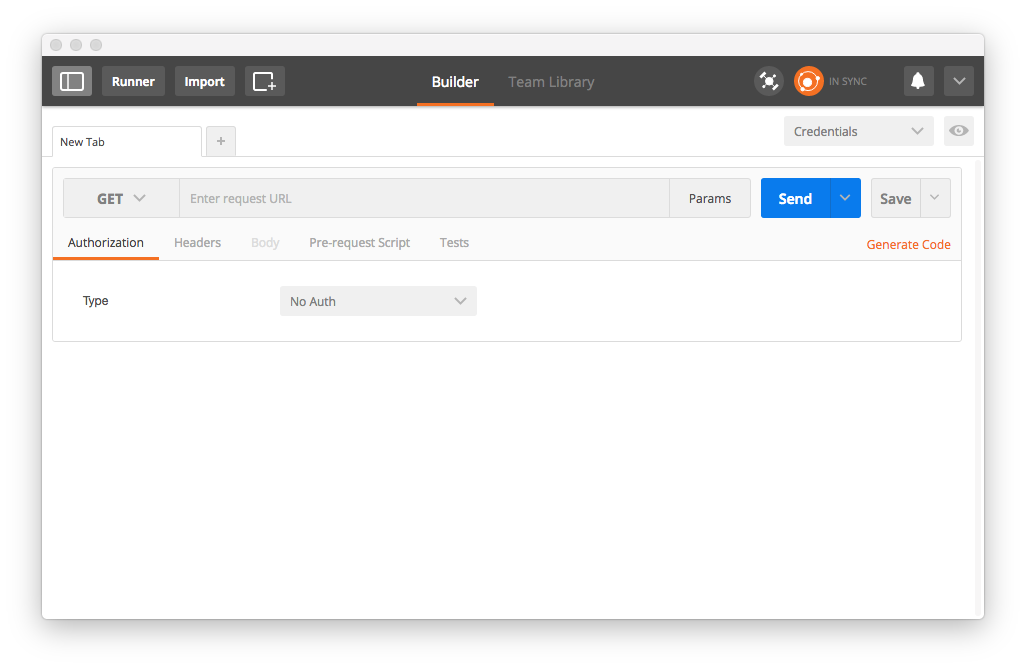 Runner Import Builder Team Library IN SYNC
New Tab + Credentials
GET Enter request URL Params Send Save
Authorization Headers Body Pre-request Script Tests Generate Code
Type No Auth